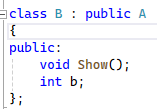 class B : public A
{
public:
    void Show();
    int b;
};